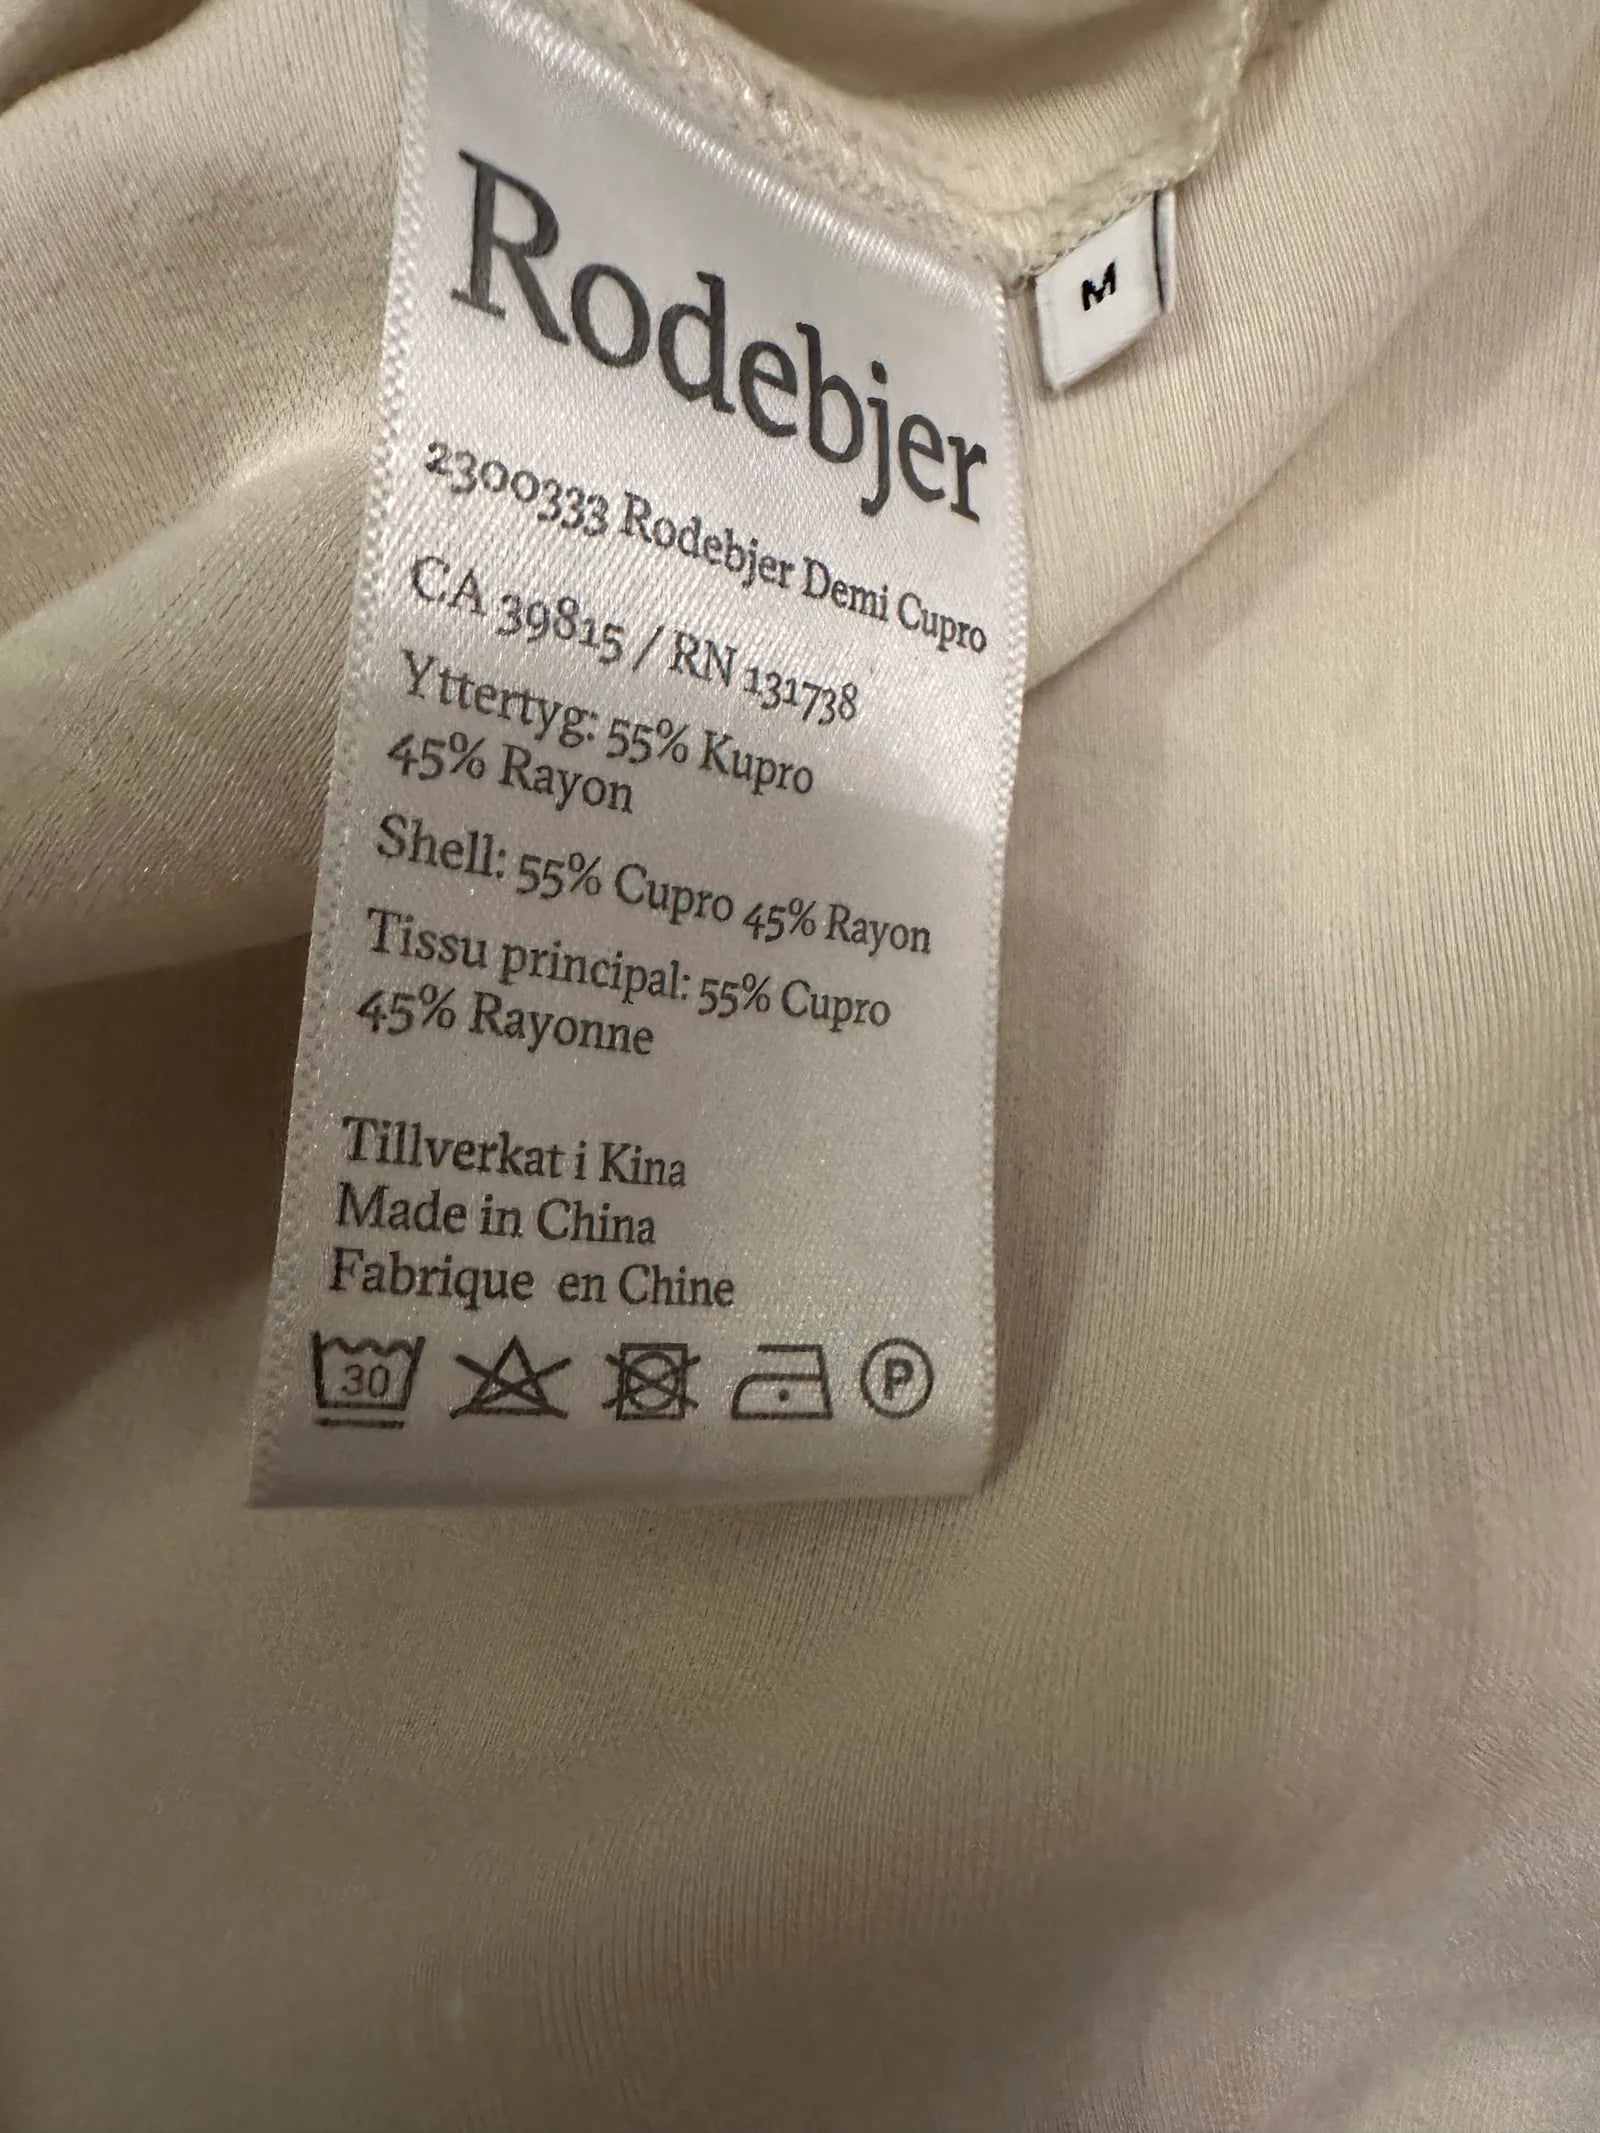 Rodebjer
M
2300333 Rodebjer Demi Cupro
CA 39815 / RN 131738
Yttertyg: 55% Kupro
45% Rayon
Shell: 55% Cupro 45% Rayon
Tissu principal: 55% Cupro
45% Rayonne
Tillverkat i Kina
Made in China
Fabrique en Chine
30 P